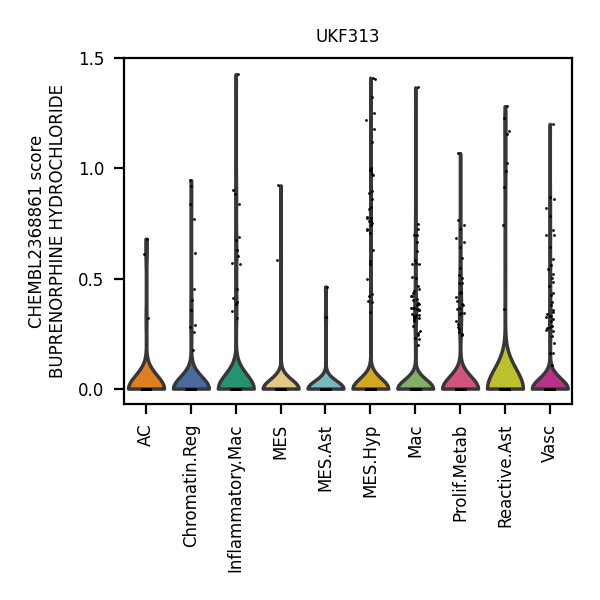 UKF313
CHEMBL2368861 score
BUPRENORPHINE HYDROCHLORIDE
1.5
1.0
0.5
0.0
AC
Chromatin.Reg
Inflammatory.Mac
MES
MES.Ast
MES.Hyp
Mac
Prolif.Metab
Reactive.Ast
Vasc